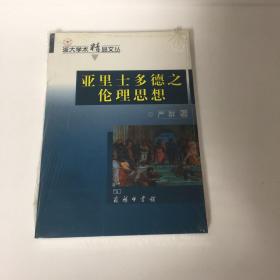 浙大学术精品文丛
亚里士多德之
伦理思想
严群 著
商务印书馆